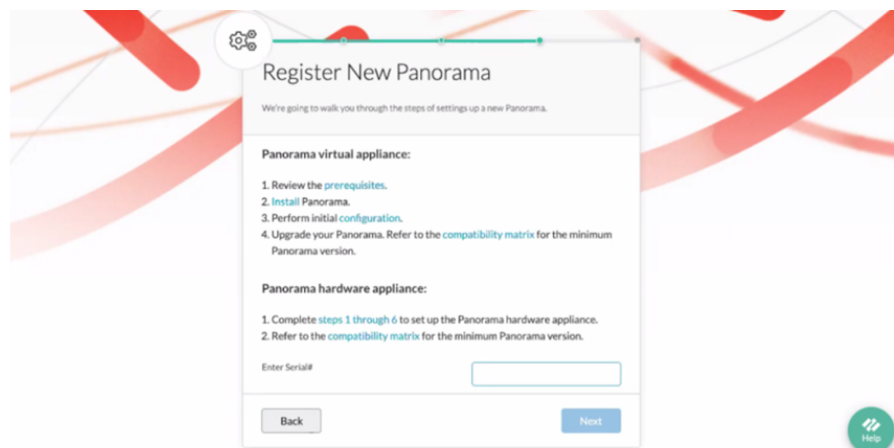 Register New Panorama
We're going to walk you through the steps of settings up a new Panorama.
Panorama virtual appliance:
1. Review the prerequisites.
2. Install Panorama.
3. Perform initial configuration.
4. Upgrade your Panorama. Refer to the compatibility matrix for the minimum
Panorama version.
Panorama hardware appliance:
1. Complete steps 1 through 6 to set up the Panorama hardware appliance.
2. Refer to the compatibility matrix for the minimum Panorama version.
Enter Serial#
Back
Next
Help